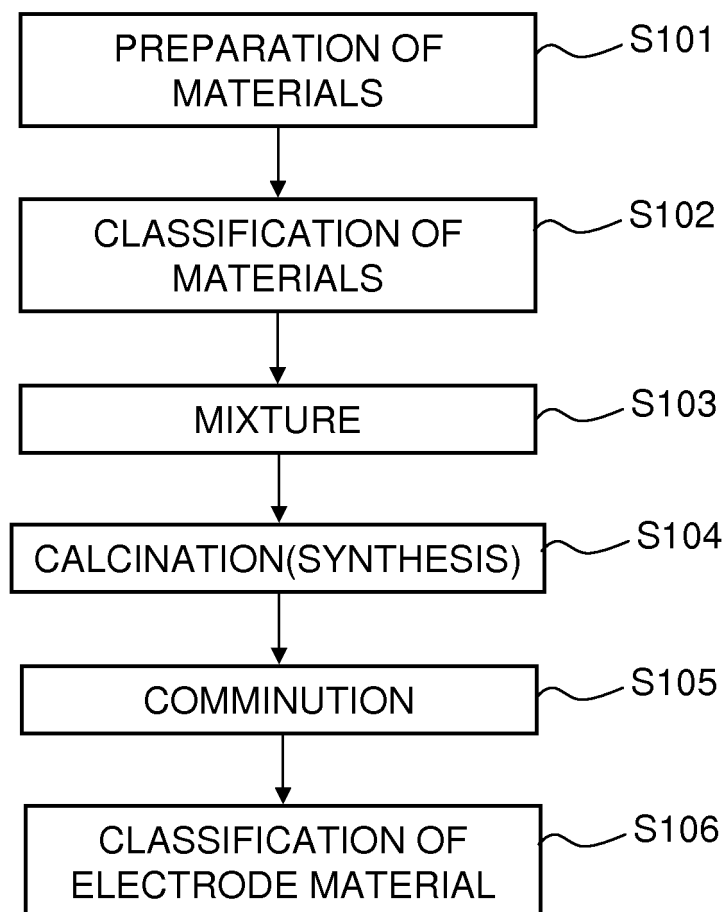 PREPARATION OF
MATERIALS
S101
CLASSIFICATION OF
MATERIALS
S102
MIXTURE
S103
CALCINATION(SYNTHESIS)
S104
COMMINUTION
S105
CLASSIFICATION OF
ELECTRODE MATERIAL
S106